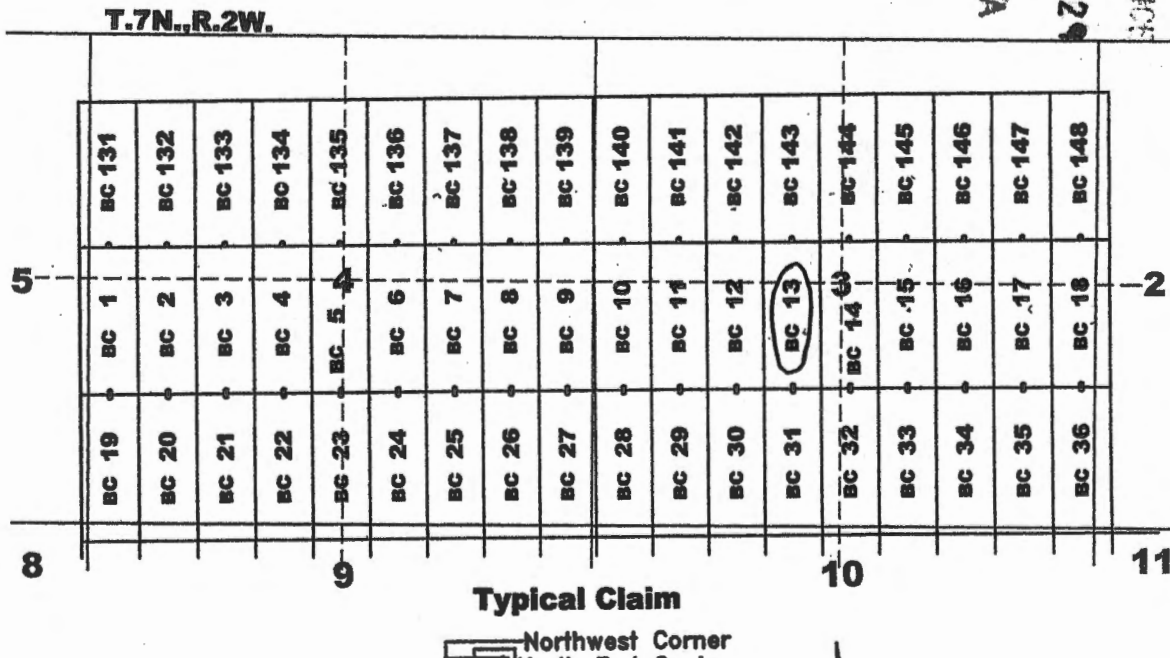 T.7N.,R.2W.
29
BC 131 BC 132 BC 133 BC 134 BC 135 BC 136 BC 137 BC 138 BC 139 BC 140 BC 141 BC 142 BC 143 BC 144 BC 145 BC 146 BC 147 BC 148
5 4 2
BC 1 BC 2 BC 3 BC 4 BC 5 BC 6 BC 7 BC 8 BC 9 BC 10 BC 11 BC 12 BC 13 BC 14 BC 15 BC 16 BC 17 BC 18
BC 19 BC 20 BC 21 BC 22 BC 23 BC 24 BC 25 BC 26 BC 27 BC 28 BC 29 BC 30 BC 31 BC 32 BC 33 BC 34 BC 35 BC 36
8 9 10 11
Typical Claim
Northwest Corner